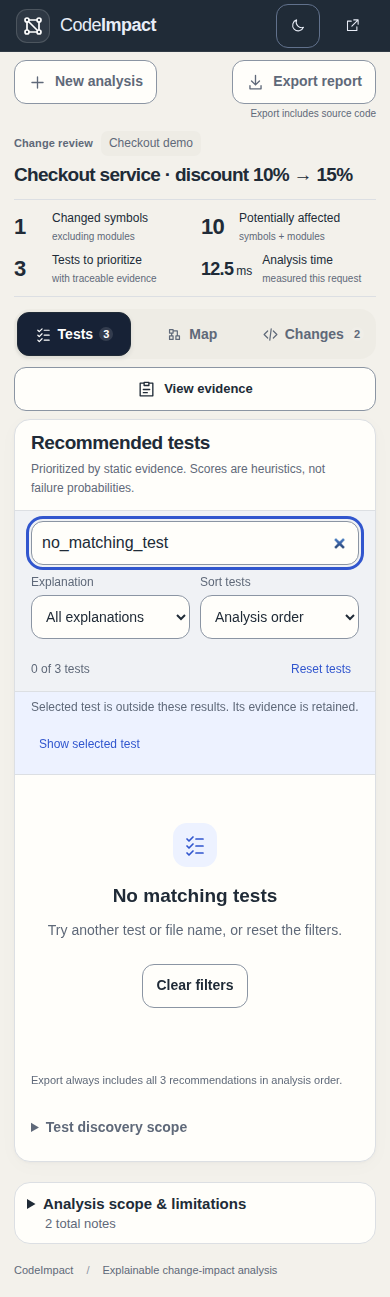 CodeImpact
New analysis
Export report
Export includes source code
Change review Checkout demo
Checkout service · discount 10% → 15%
1 Changed symbols
excluding modules
10 Potentially affected
symbols + modules
3 Tests to prioritize
with traceable evidence
12.5 ms Analysis time
measured this request
Tests 3
Map
Changes 2
View evidence
Recommended tests
Prioritized by static evidence. Scores are heuristics, not
failure probabilities.
no_matching_test
Explanation
Sort tests
All explanations
Analysis order
0 of 3 tests
Reset tests
Selected test is outside these results. Its evidence is retained.
Show selected test
No matching tests
Try another test or file name, or reset the filters.
Clear filters
Export always includes all 3 recommendations in analysis order.
Test discovery scope
Analysis scope & limitations
2 total notes
CodeImpact / Explainable change-impact analysis